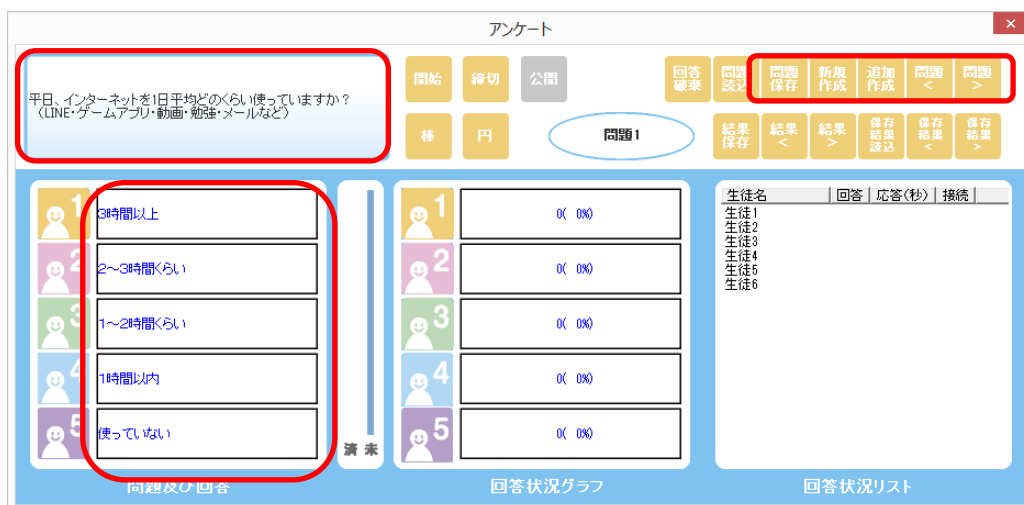 アンケート
×
平日、インターネットを1日平均どのくらい使っていますか？
（LINE・ゲームアプリ・動画・勉強・メールなど）
開始
締切
公開
回答破棄
問題読込
問題保存
新規作成
追加作成
問題<
問題>
棒
円
問題1
結果保存
結果<
結果>
保存結果読込
保存結果<
保存結果>
1
3時間以上
2
2～3時間くらい
3
1～2時間くらい
4
1時間以内
5
使っていない
済 未
問題及び回答
1
0( 0%)
2
0( 0%)
3
0( 0%)
4
0( 0%)
5
0( 0%)
回答状況グラフ
生徒名 回答 応答(秒) 接続
生徒1
生徒2
生徒3
生徒4
生徒5
生徒6
回答状況リスト